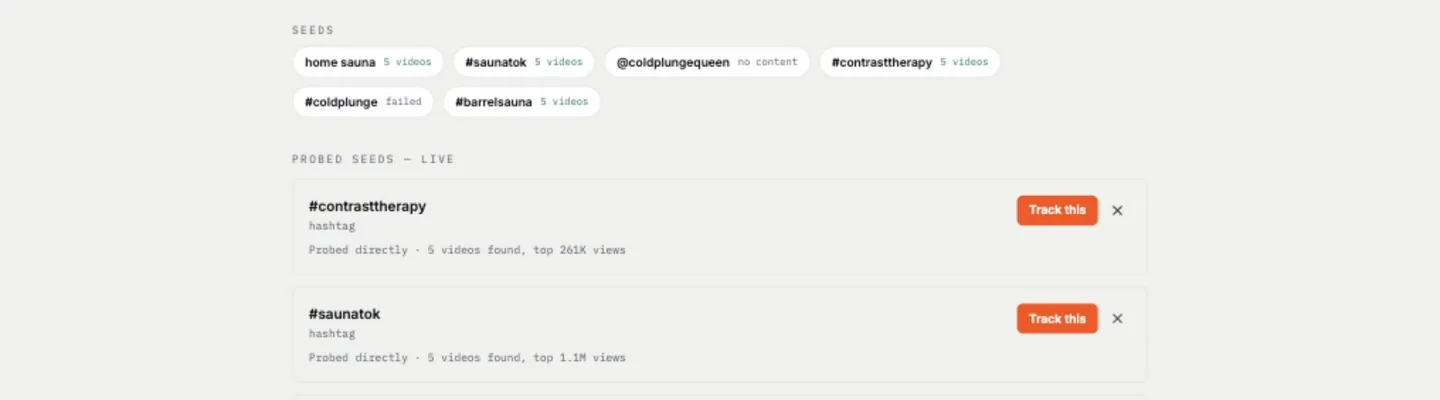 SEEDS
home sauna 5 videos #saunatok 5 videos @coldplungequeen no content #contrasttherapy 5 videos
#coldplunge failed #barrelsauna 5 videos
PROBED SEEDS — LIVE
#contrasttherapy Track this ✕
hashtag
Probed directly · 5 videos found, top 261K views
#saunatok Track this ✕
hashtag
Probed directly · 5 videos found, top 1.1M views